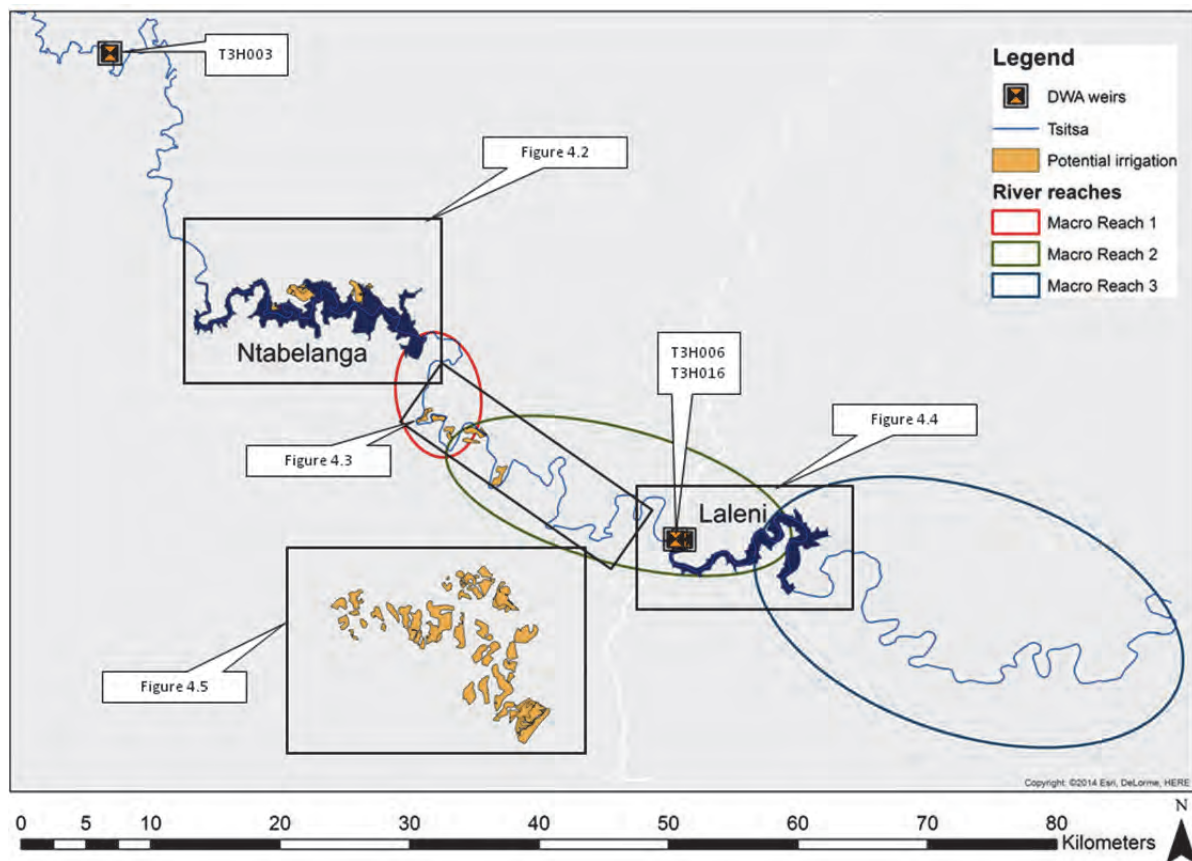 T3H003
Legend
DWA weirs
Tsitsa
Potential irrigation
River reaches
Macro Reach 1
Macro Reach 2
Macro Reach 3
Figure 4.2
Ntabelanga
T3H006
T3H016
Figure 4.4
Figure 4.3
Laleni
Figure 4.5
Copyright: ©2014 Esri, DeLorme, HERE
N
0 5 10 20 30 40 50 60 70 80
Kilometers